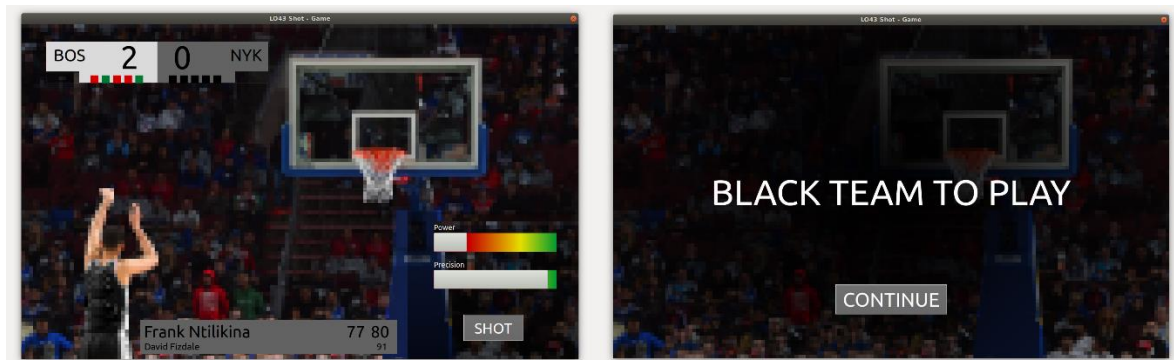 LO43 Shot - Game
BOS 2 0 NYK
Power
Precision
SHOT
Frank Ntilikina 77 80
David Fizdale 91
LO43 Shot - Game
BLACK TEAM TO PLAY
CONTINUE